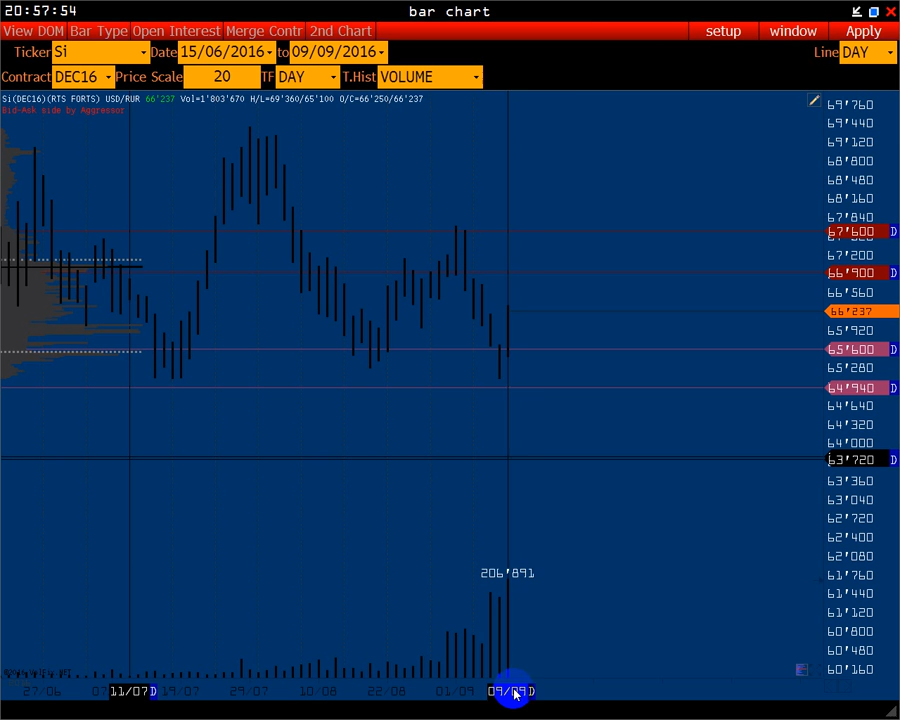 20:57:54 bar chart
View DOM Bar Type Open Interest Merge Contr 2nd Chart setup window Apply
Ticker Si Date 15/06/2016 to 09/09/2016 Line DAY
Contract DEC16 Price Scale 20 TF DAY T.Hist VOLUME
Si(DEC16)(RTS FORTS) USD/RUR 66'237 Vol=1'803'670 H/L=69'360/65'100 O/C=66'250/66'237
Bid-Ask side by Aggressor
69'760
69'440
69'120
68'800
68'480
68'160
67'840
67'600 D
67'200
66'900 D
66'560
66'237
65'920
65'600 D
65'280
64'940 D
64'640
64'320
64'000
63'720 D
63'360
63'040
62'720
62'400
62'080
61'760
206'891
61'440
61'120
60'800
60'480
60'160
27/06 07 11/07 D 19/07 29/07 10/08 22/08 01/09 09/09 D